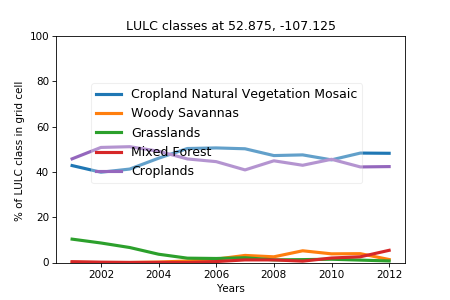 LULC classes at 52.875, -107.125
100
80
60
40
20
0
% of LULC class in grid cell
Cropland Natural Vegetation Mosaic
Woody Savannas
Grasslands
Mixed Forest
Croplands
2002
2004
2006
2008
2010
2012
Years